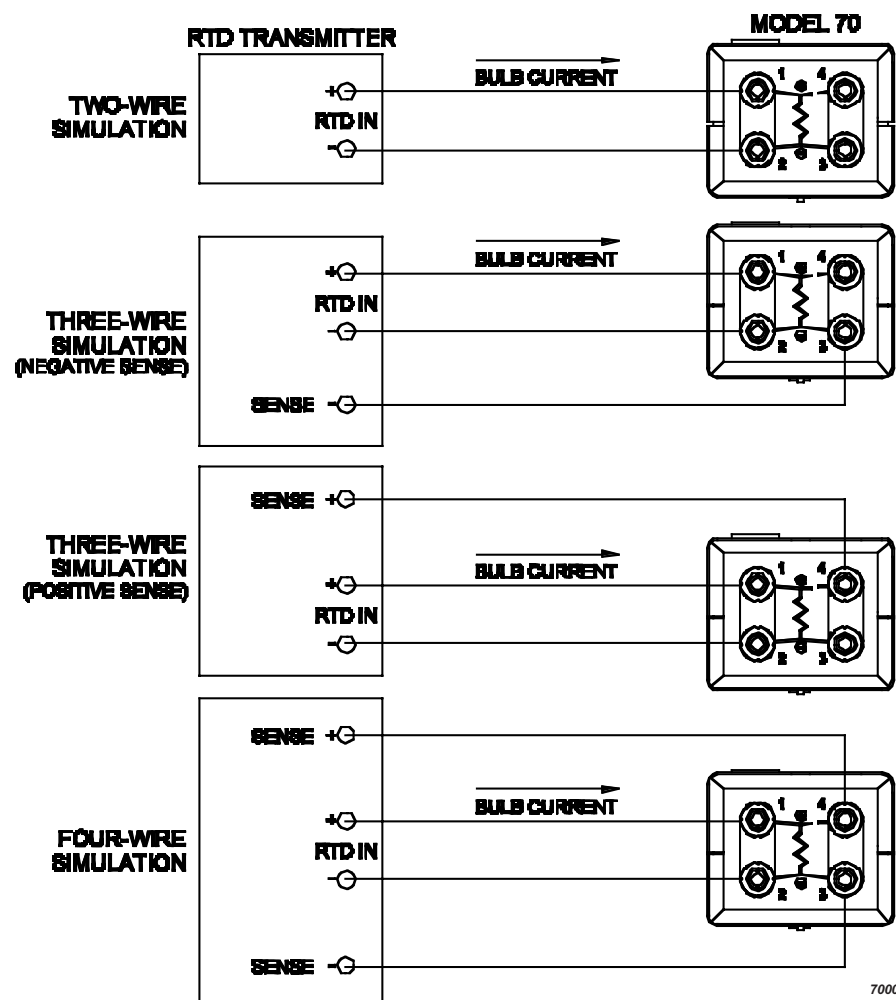 MODEL 70
RTD TRANSMITTER
TWO-WIRE
SIMULATION
+
RTD IN
-
BULB CURRENT
1 4
2 3
THREE-WIRE
SIMULATION
(NEGATIVE SENSE)
+
RTD IN
-
SENSE -
BULB CURRENT
1 4
2 3
THREE-WIRE
SIMULATION
(POSITIVE SENSE)
SENSE +
+
RTD IN
-
BULB CURRENT
1 4
2 3
FOUR-WIRE
SIMULATION
SENSE +
+
RTD IN
-
SENSE -
BULB CURRENT
1 4
2 3